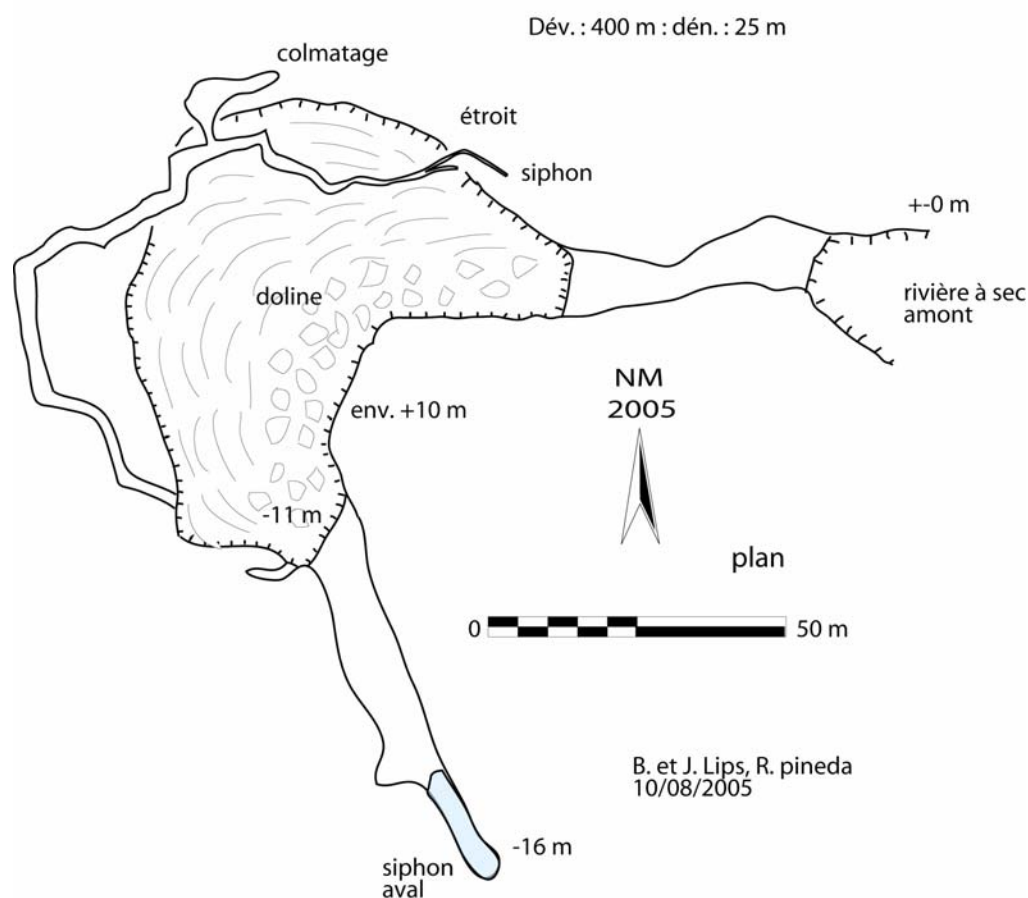 Dév. : 400 m : dén. : 25 m
colmatage
étroit
siphon
+-0 m
rivière à sec
amont
doline
env. +10 m
NM
2005
-11 m
plan
0
50 m
B. et J. Lips, R. pineda
10/08/2005
-16 m
siphon
aval